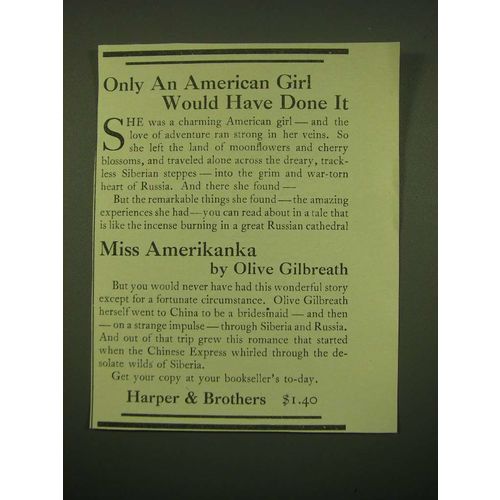 Only An American Girl
Would Have Done It
SHE was a charming American girl — and the
love of adventure ran strong in her veins. So
she left the land of moonflowers and cherry
blossoms, and traveled alone across the dreary, track-
less Siberian steppes — into the grim and war-torn
heart of Russia. And there she found —
But the remarkable things she found — the amazing
experiences she had — you can read about in a tale that
is like the incense burning in a great Russian cathedral
Miss Amerikanka
by Olive Gilbreath
But you would never have had this wonderful story
except for a fortunate circumstance. Olive Gilbreath
herself went to China to be a bridesmaid — and then
— on a strange impulse — through Siberia and Russia.
And out of that trip grew this romance that started
when the Chinese Express whirled through the de-
solate wilds of Siberia.
Get your copy at your bookseller's to-day.
Harper & Brothers $1.40